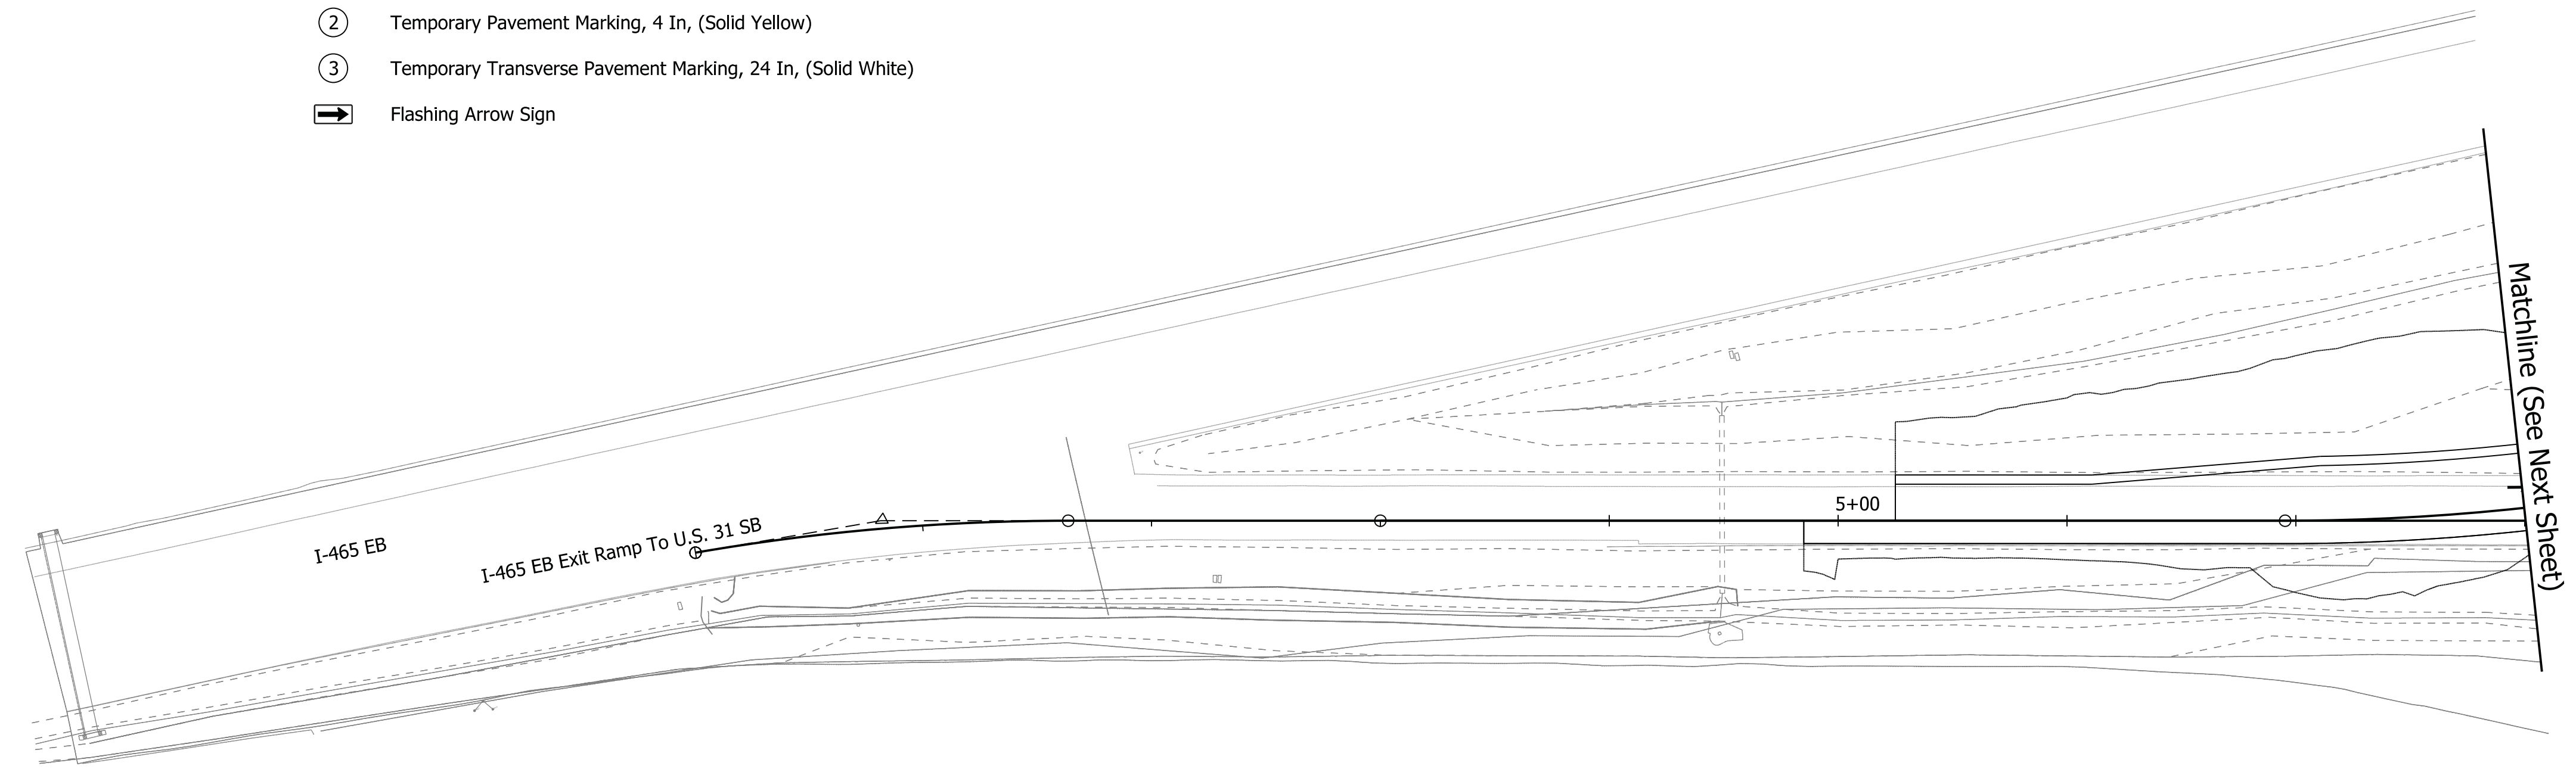 2 Temporary Pavement Marking, 4 In, (Solid Yellow)
3 Temporary Transverse Pavement Marking, 24 In, (Solid White)
Flashing Arrow Sign
I-465 EB
I-465 EB Exit Ramp To U.S. 31 SB
5+00
Matchline (See Next Sheet)